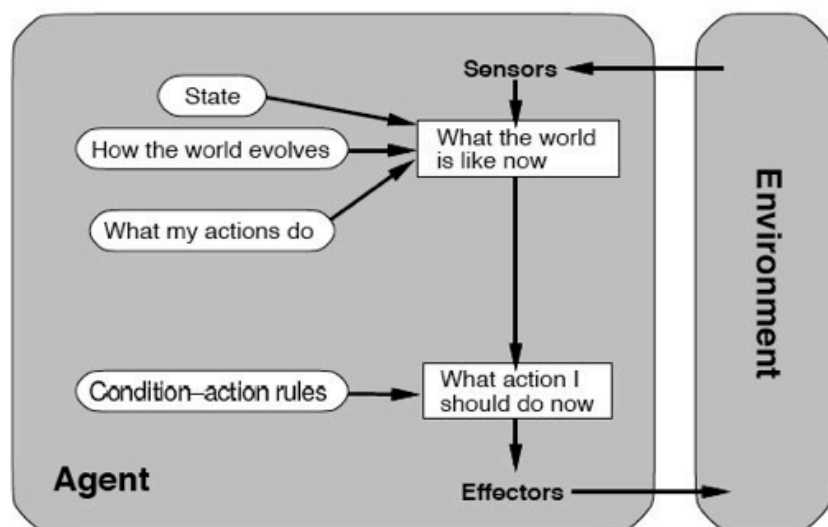 Sensors
State
What the world
is like now
How the world evolves
What my actions do
Environment
Condition–action rules
What action I
should do now
Agent
Effectors